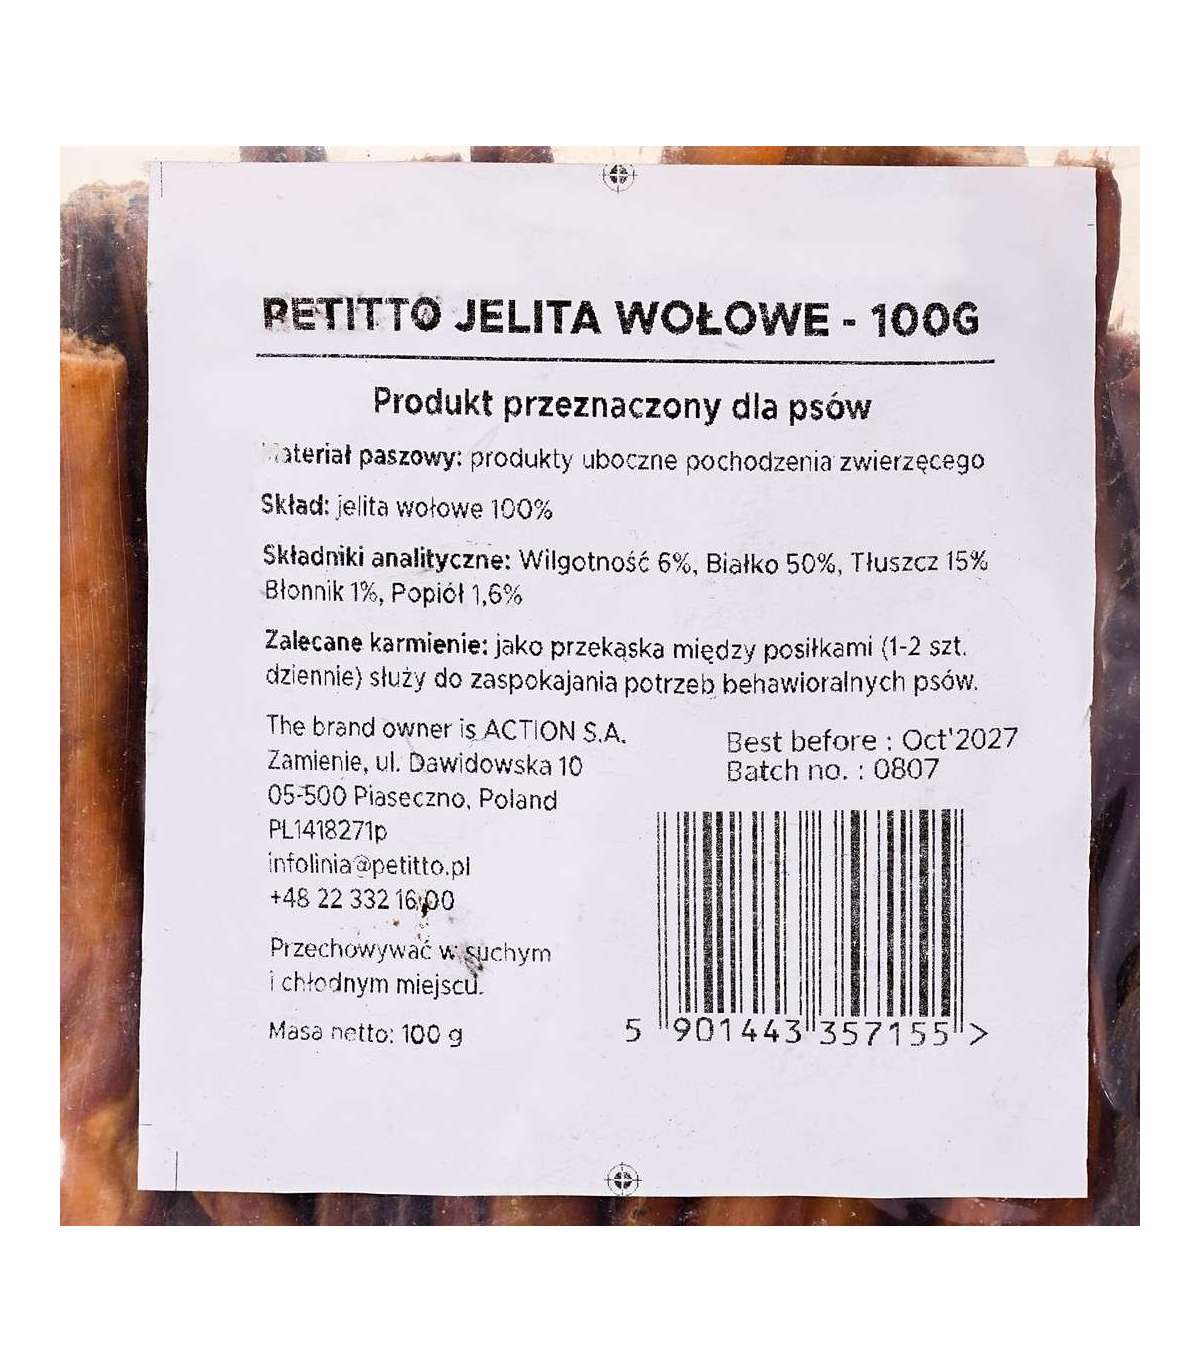 PETITTO JELITA WOŁOWE - 100G
Produkt przeznaczony dla psów
Materiał paszowy: produkty uboczne pochodzenia zwierzęcego
Skład: jelita wołowe 100%
Składniki analityczne: Wilgotność 6%, Białko 50%, Tłuszcz 15%
Błonnik 1%, Popiół 1,6%
Zalecane karmienie: jako przekąska między posiłkami (1-2 szt.
dziennie) służy do zaspokajania potrzeb behawioralnych psów.
The brand owner is ACTION S.A.
Zamienie, ul. Dawidowska 10
05-500 Piaseczno, Poland
PL1418271p
infolinia@petitto.pl
+48 22 332 16 00
Przechowywać w suchym
i chłodnym miejscu.
Masa netto: 100 g
Best before : Oct'2027
Batch no. : 0807
5 901443 357155 >